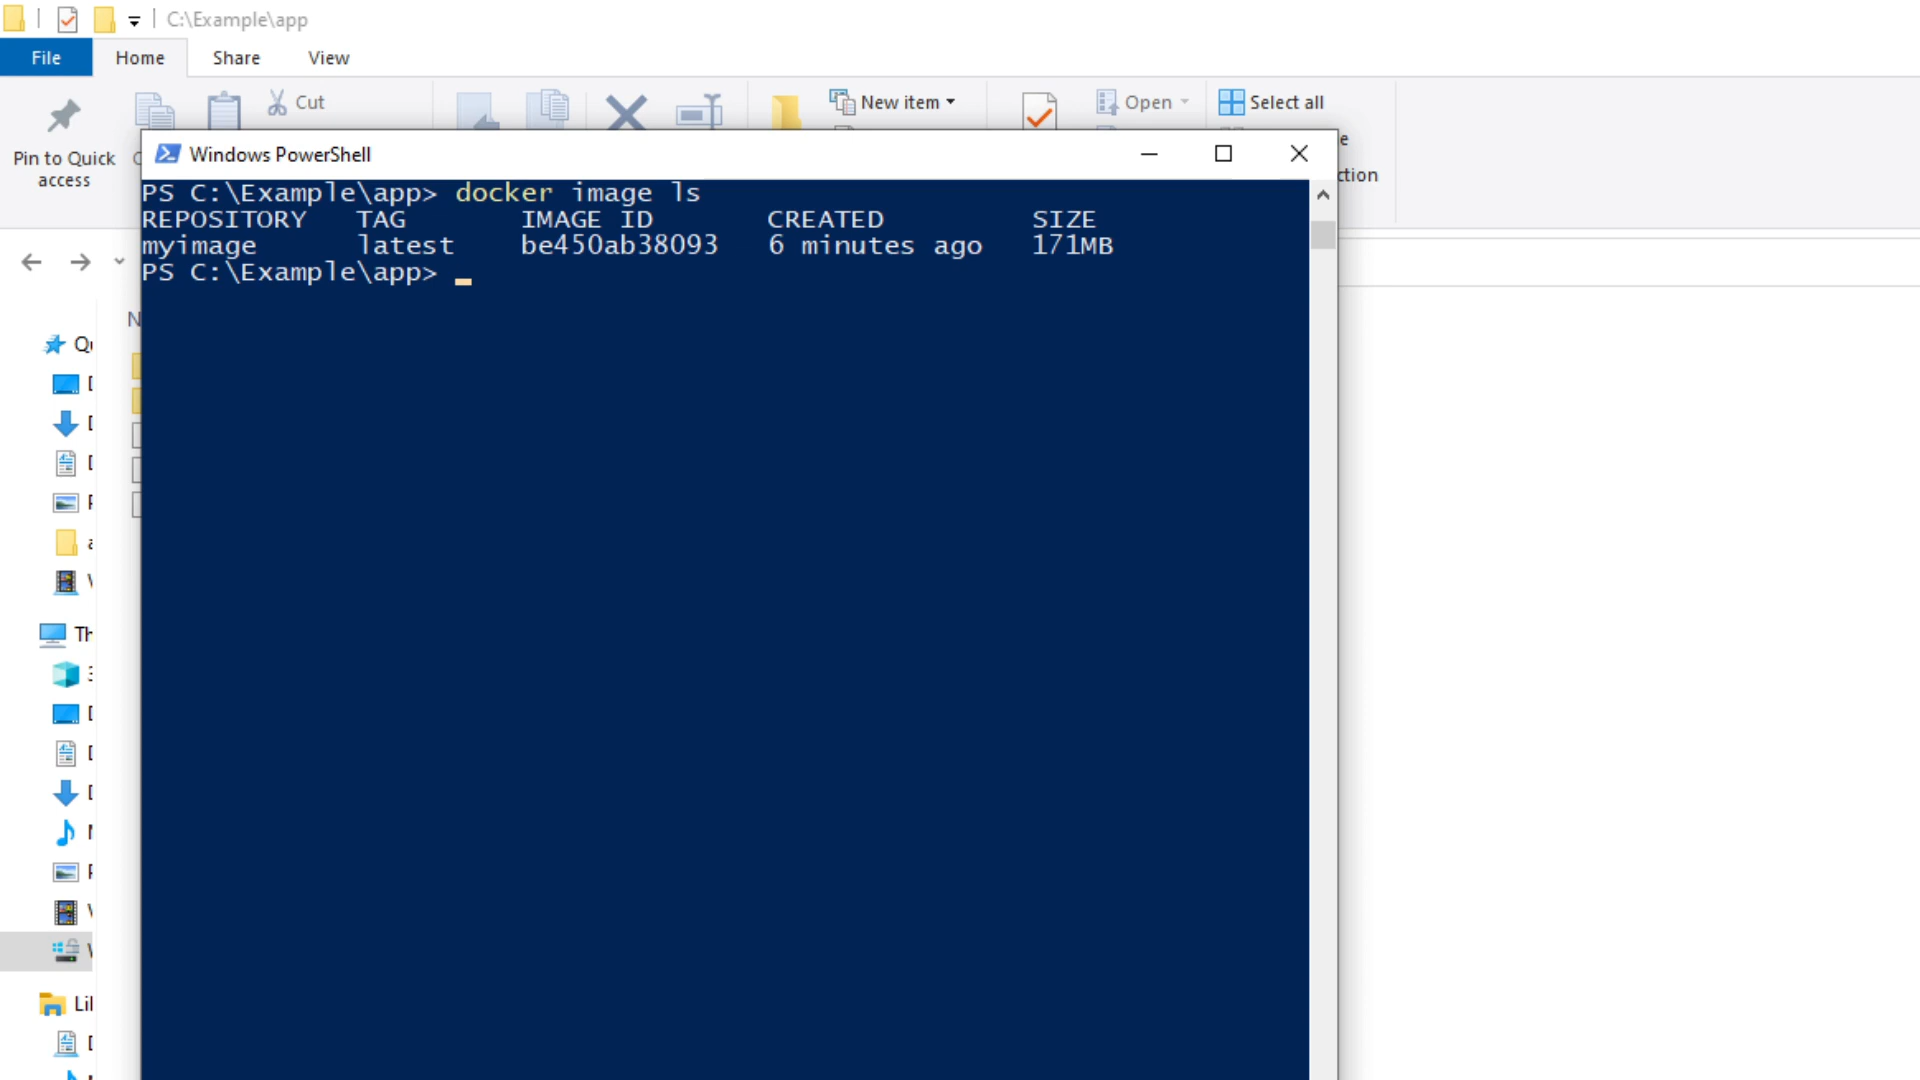 C:\Example\app
File Home Share View
Cut
New item
Open
Select all
Pin to Quick access
Windows PowerShell
PS C:\Example\app> docker image ls
REPOSITORY TAG IMAGE ID CREATED SIZE
myimage latest be450ab38093 6 minutes ago 171MB
PS C:\Example\app>